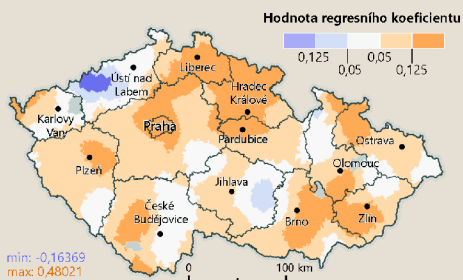 Hodnota regresního koeficientu
0,125 0,05 0,05 0,125
Liberec
Ústí nad
Labem
Hradec
Králové
Karlovy
Vary
Praha
Pardubice
Ostrava
Olomouc
Plzeň
Jihlava
České
Budějovice
Brno
Zlín
min: -0,16369
max: 0,48021
0 100 km